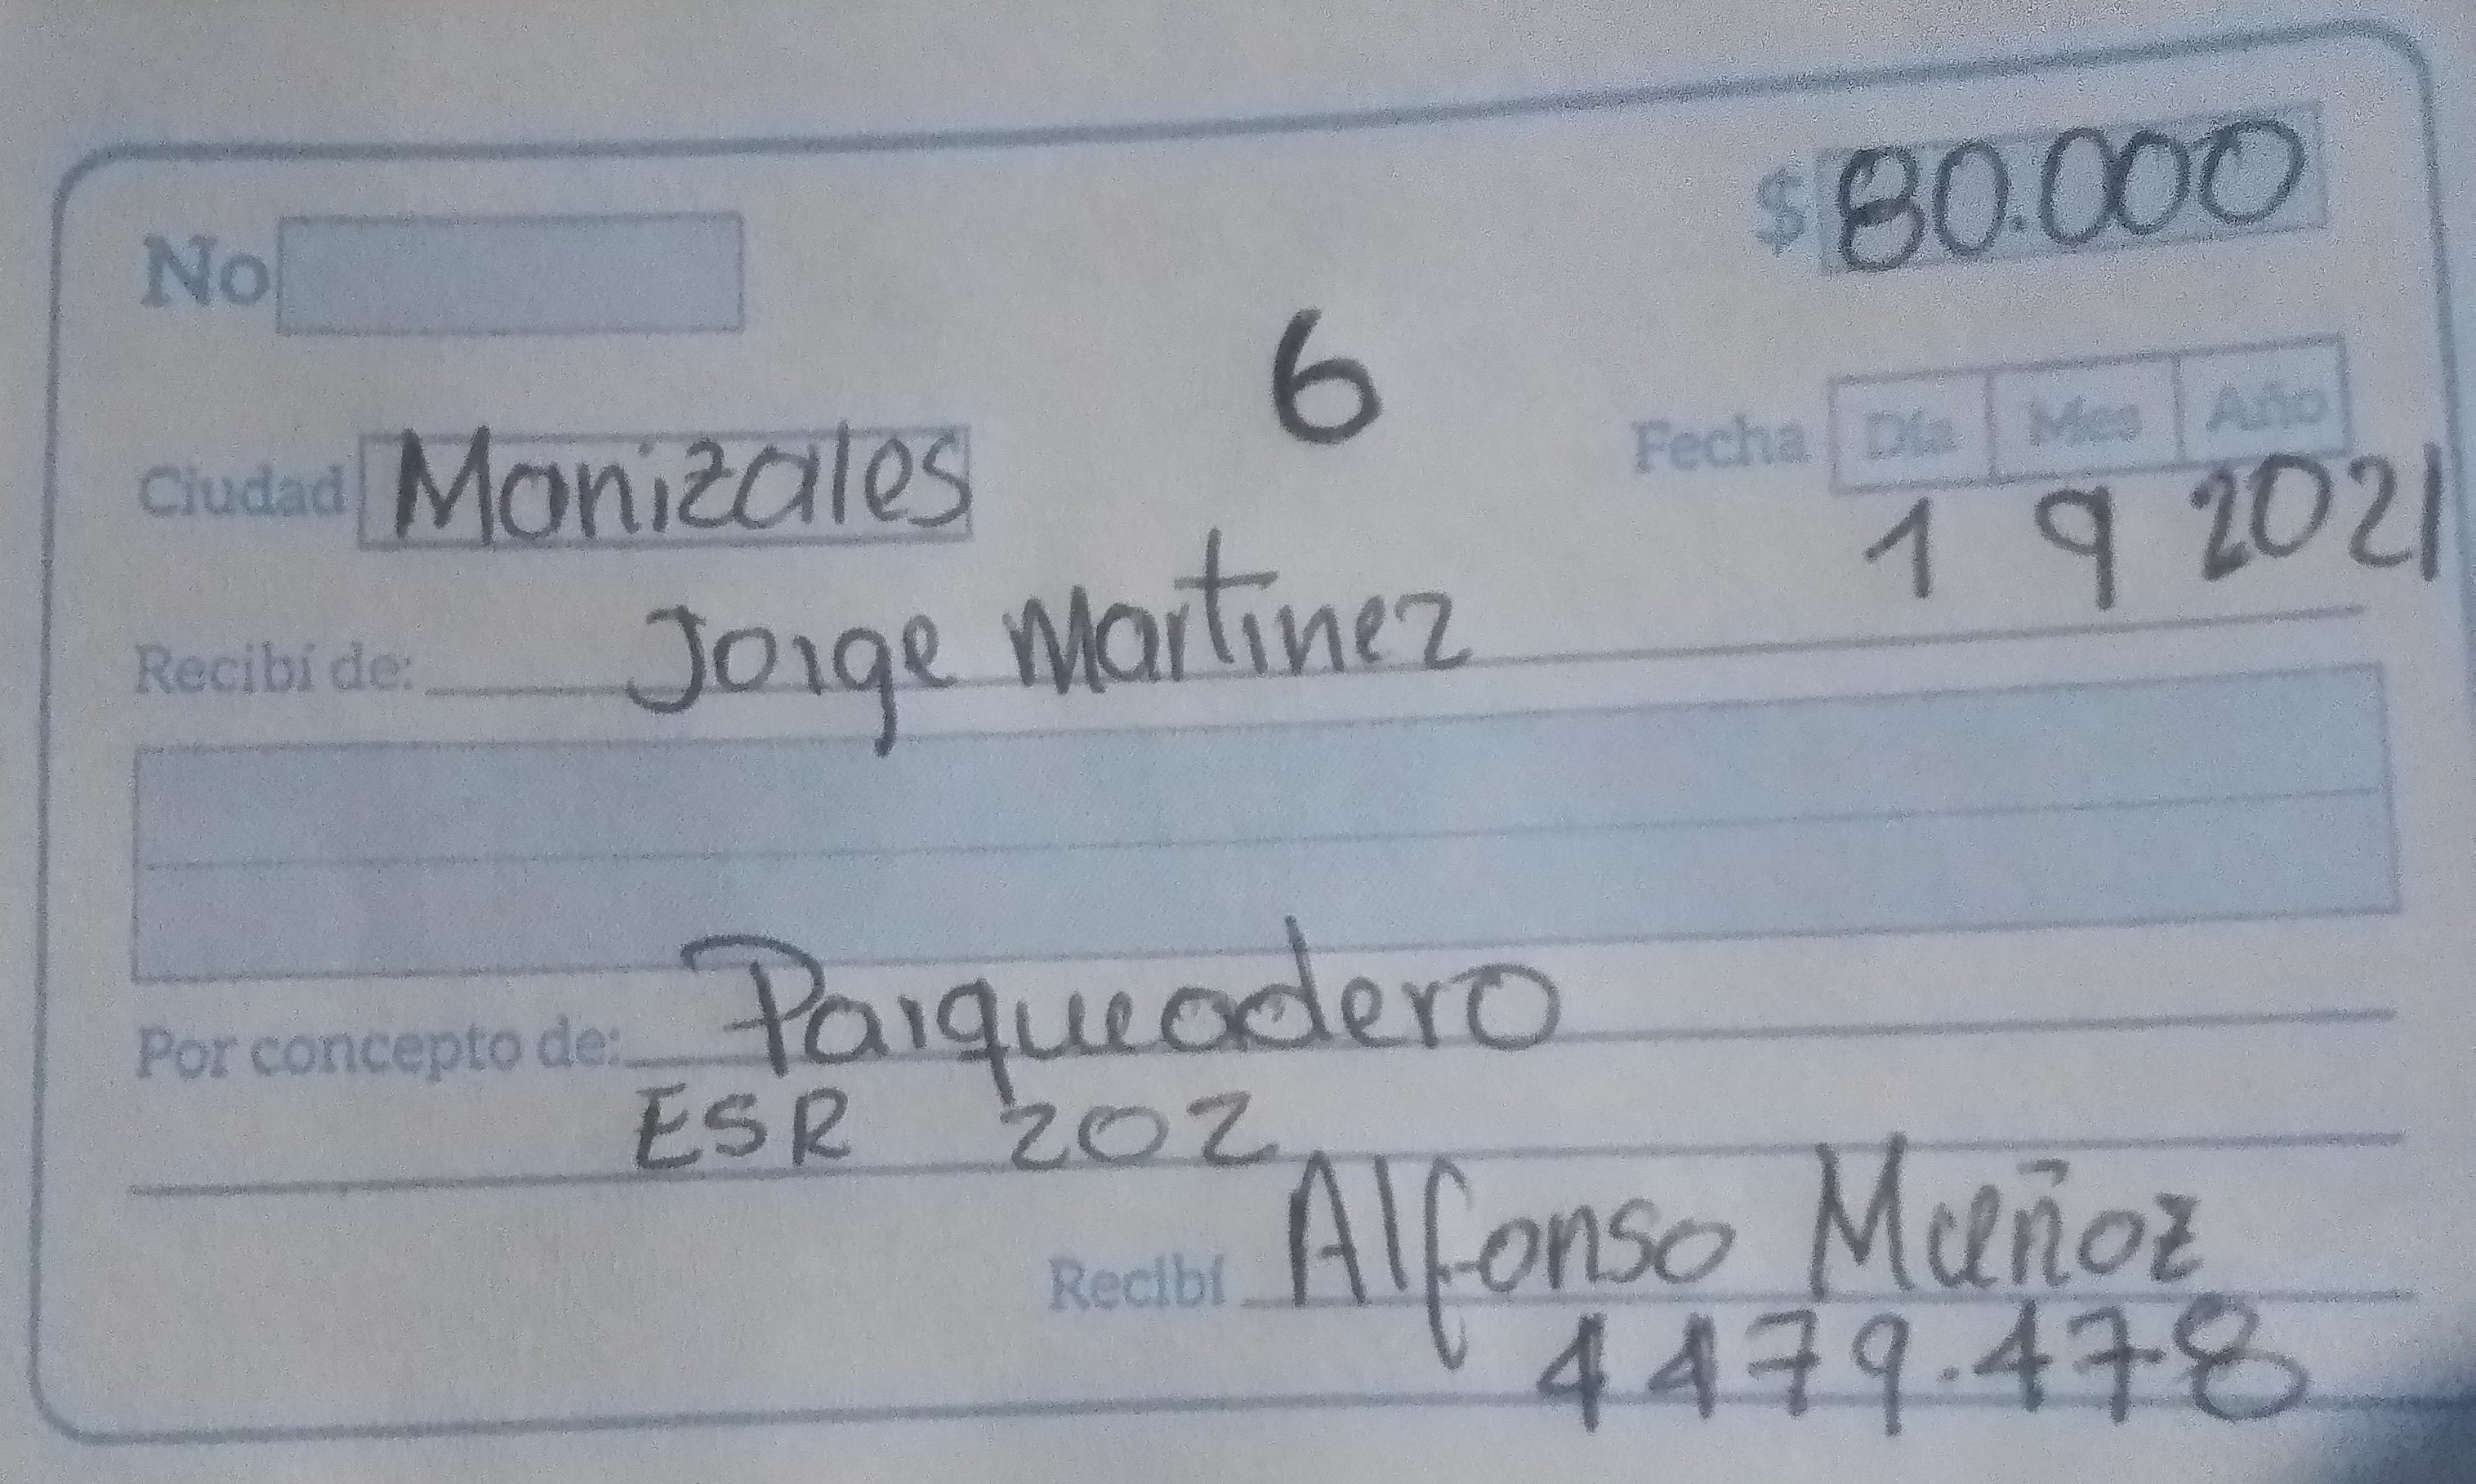 $ 80.000
No
6
Fecha Día Mes Año
Ciudad Manizales
1 9 2021
Recibí de: Jorge Martinez
Por concepto de: Parqueadero
ESR 202
Recibí Alfonso Muñoz
4479.478